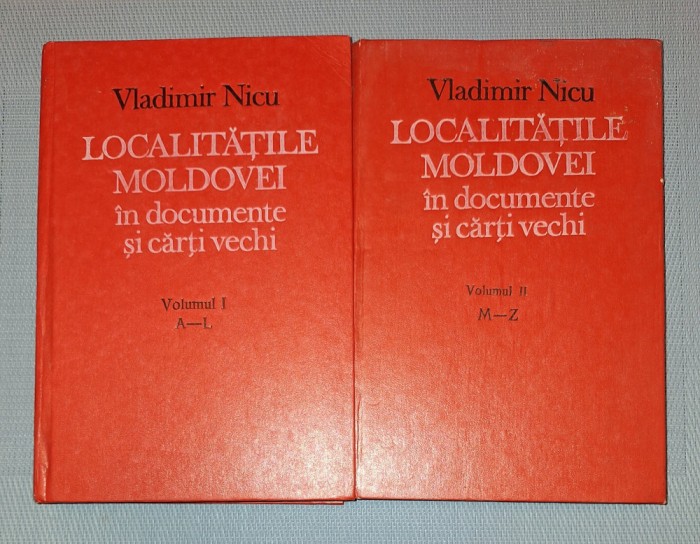 Vladimir Nicu
LOCALITĂȚILE
MOLDOVEI
în documente
și cărți vechi
Volumul I
A—L
Vladimir Nicu
LOCALITĂȚILE
MOLDOVEI
în documente
și cărți vechi
Volumul II
M—Z